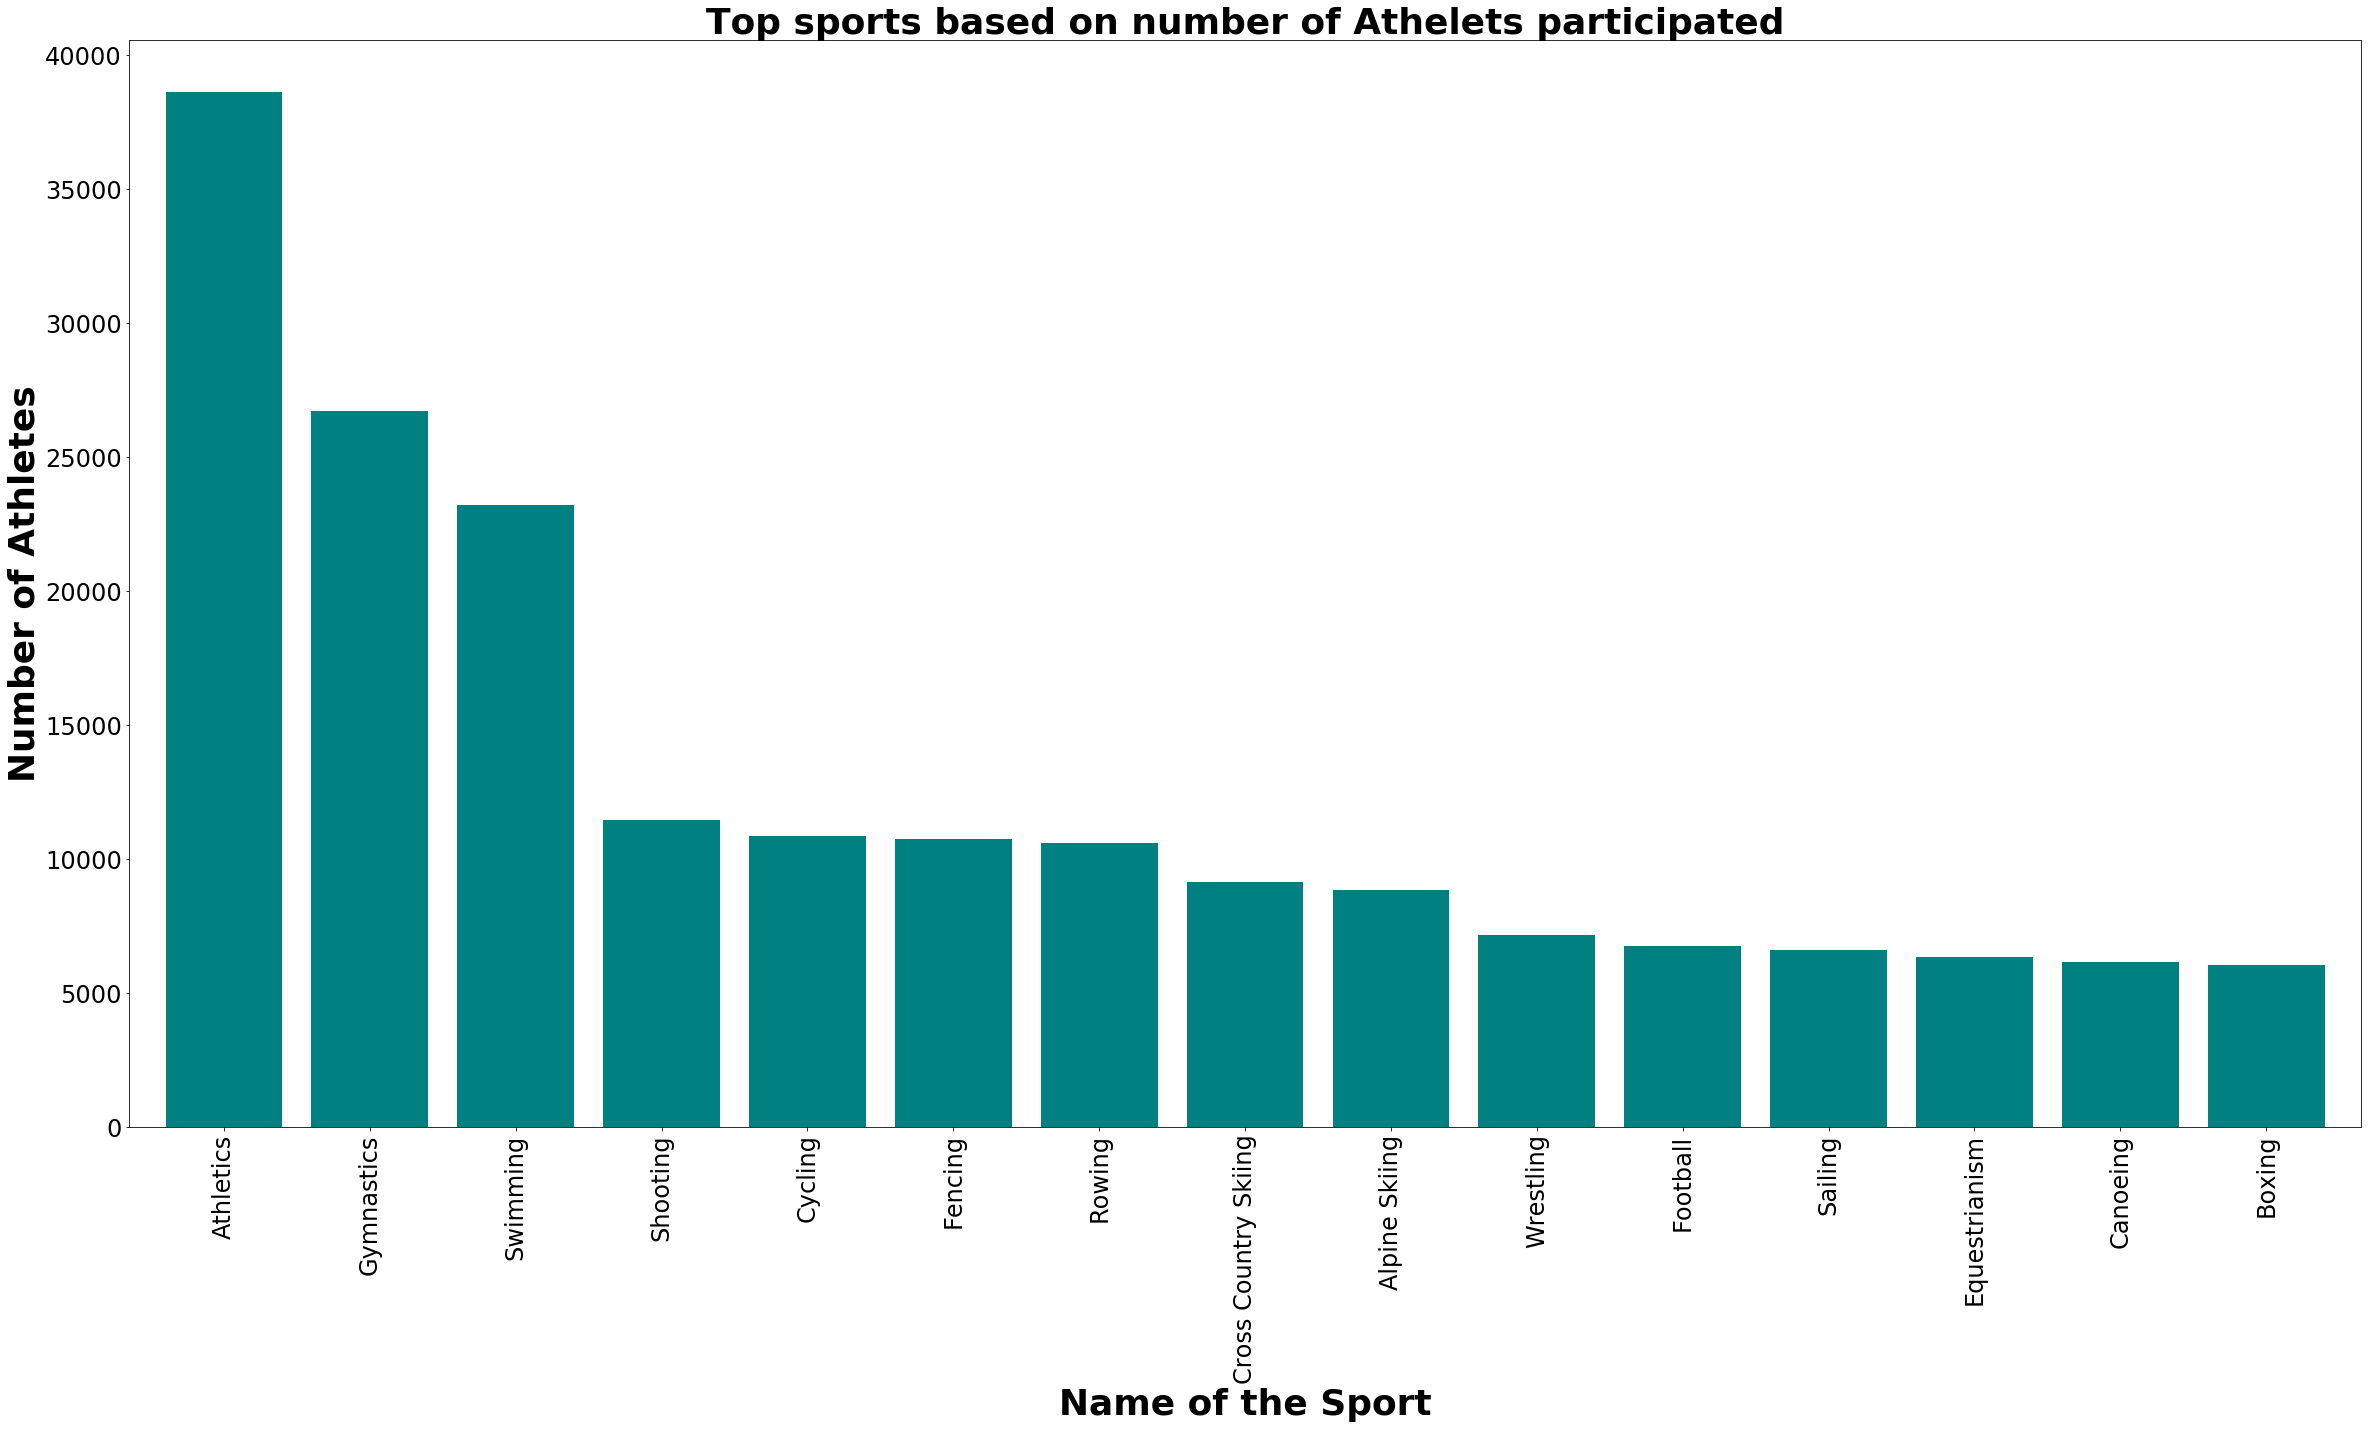 Top sports based on number of Athelets participated
Number of Athletes
40000
35000
30000
25000
20000
15000
10000
5000
0
Athletics
Gymnastics
Swimming
Shooting
Cycling
Fencing
Rowing
Cross Country Skiing
Alpine Skiing
Wrestling
Football
Sailing
Equestrianism
Canoeing
Boxing
Name of the Sport